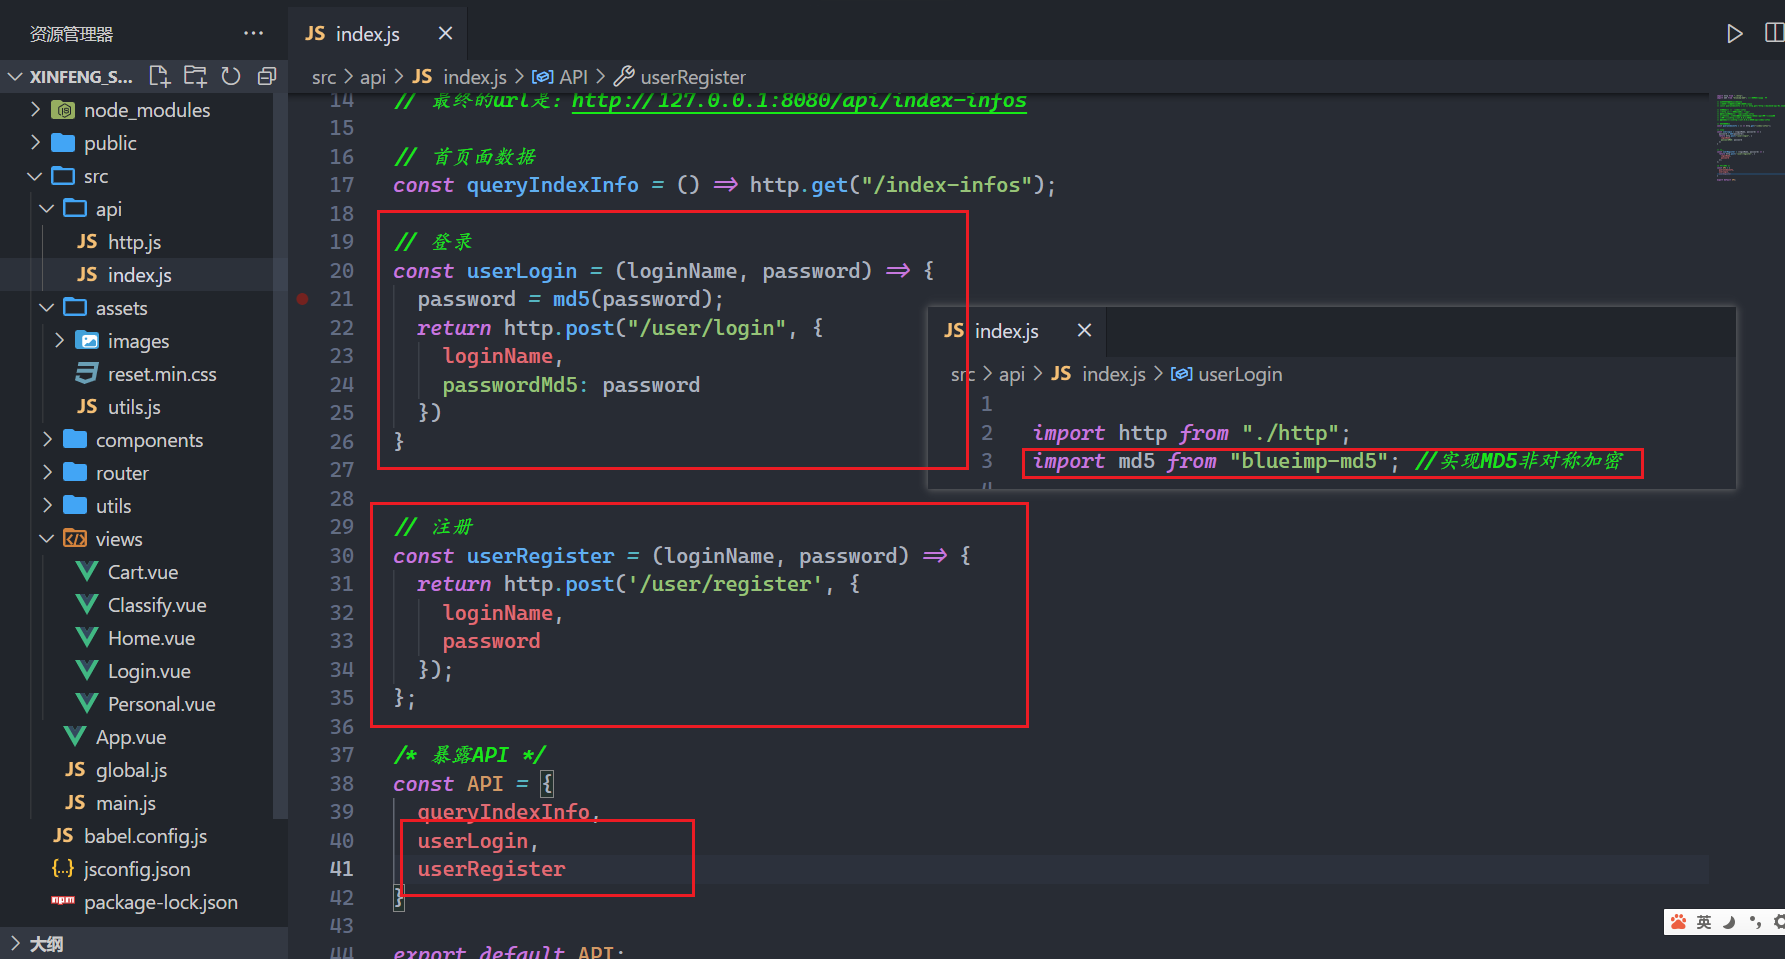 资源管理器 ···
XINFENG_S...
node_modules
public
src
api
JS http.js
JS index.js
assets
images
reset.min.css
JS utils.js
components
router
utils
views
Cart.vue
Classify.vue
Home.vue
Login.vue
Personal.vue
App.vue
JS global.js
JS main.js
JS babel.config.js
{..} jsconfig.json
npm package-lock.json
大纲
JS index.js ×
src > api > JS index.js > API > userRegister
14 // 最终的url是：http://127.0.0.1:8080/api/index-infos
15
16 // 首页面数据
17 const queryIndexInfo = () => http.get("/index-infos");
18
19 // 登录
20 const userLogin = (loginName, password) => {
21 password = md5(password);
22 return http.post("/user/login", {
23 loginName,
24 passwordMd5: password
25 })
26 }
27
28
29 // 注册
30 const userRegister = (loginName, password) => {
31 return http.post('/user/register', {
32 loginName,
33 password
34 });
35 };
36
37 /* 暴露API */
38 const API = {
39 queryIndexInfo,
40 userLogin,
41 userRegister
42 }
43
44 export default API;
JS index.js ×
src > api > JS index.js > userLogin
1
2 import http from "./http";
3 import md5 from "blueimp-md5"; //实现MD5非对称加密
4
英